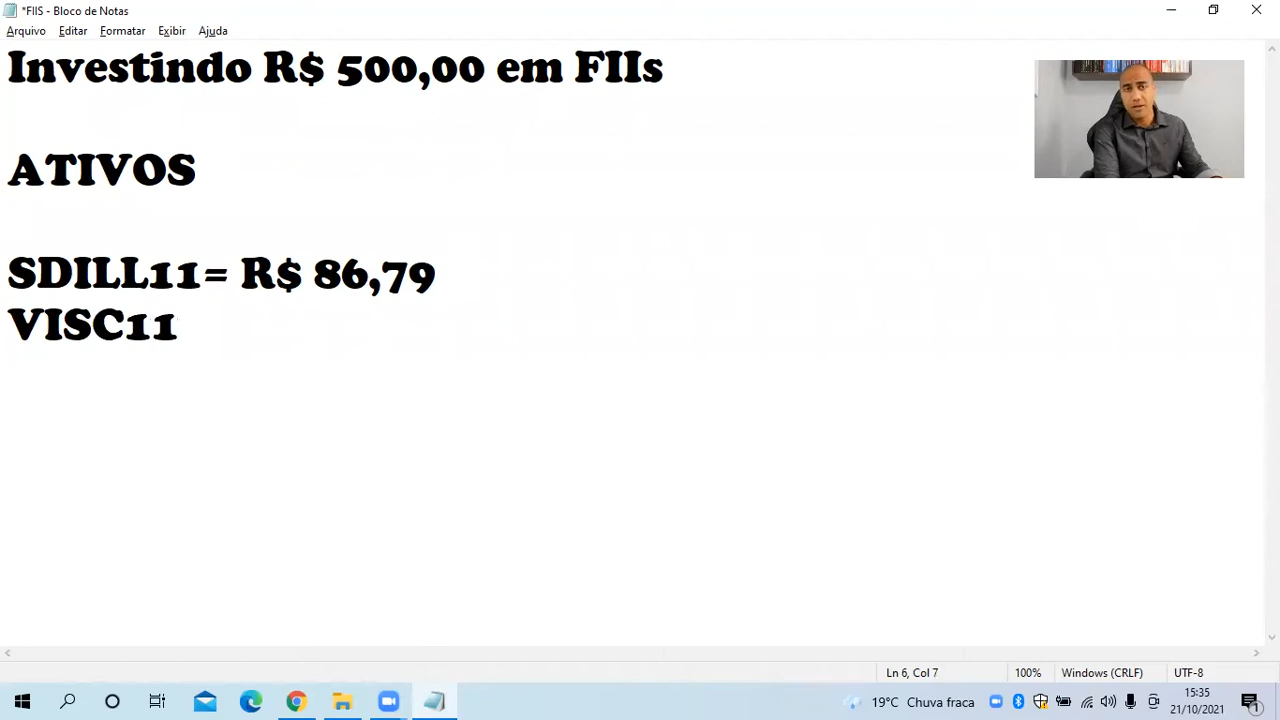 *FIIS - Bloco de Notas
Arquivo Editar Formatar Exibir Ajuda
Investindo R$ 500,00 em FIIs
ATIVOS
SDILL11= R$ 86,79
VISC11
Ln 6, Col 7 100% Windows (CRLF) UTF-8
19°C Chuva fraca
15:35
21/10/2021
1